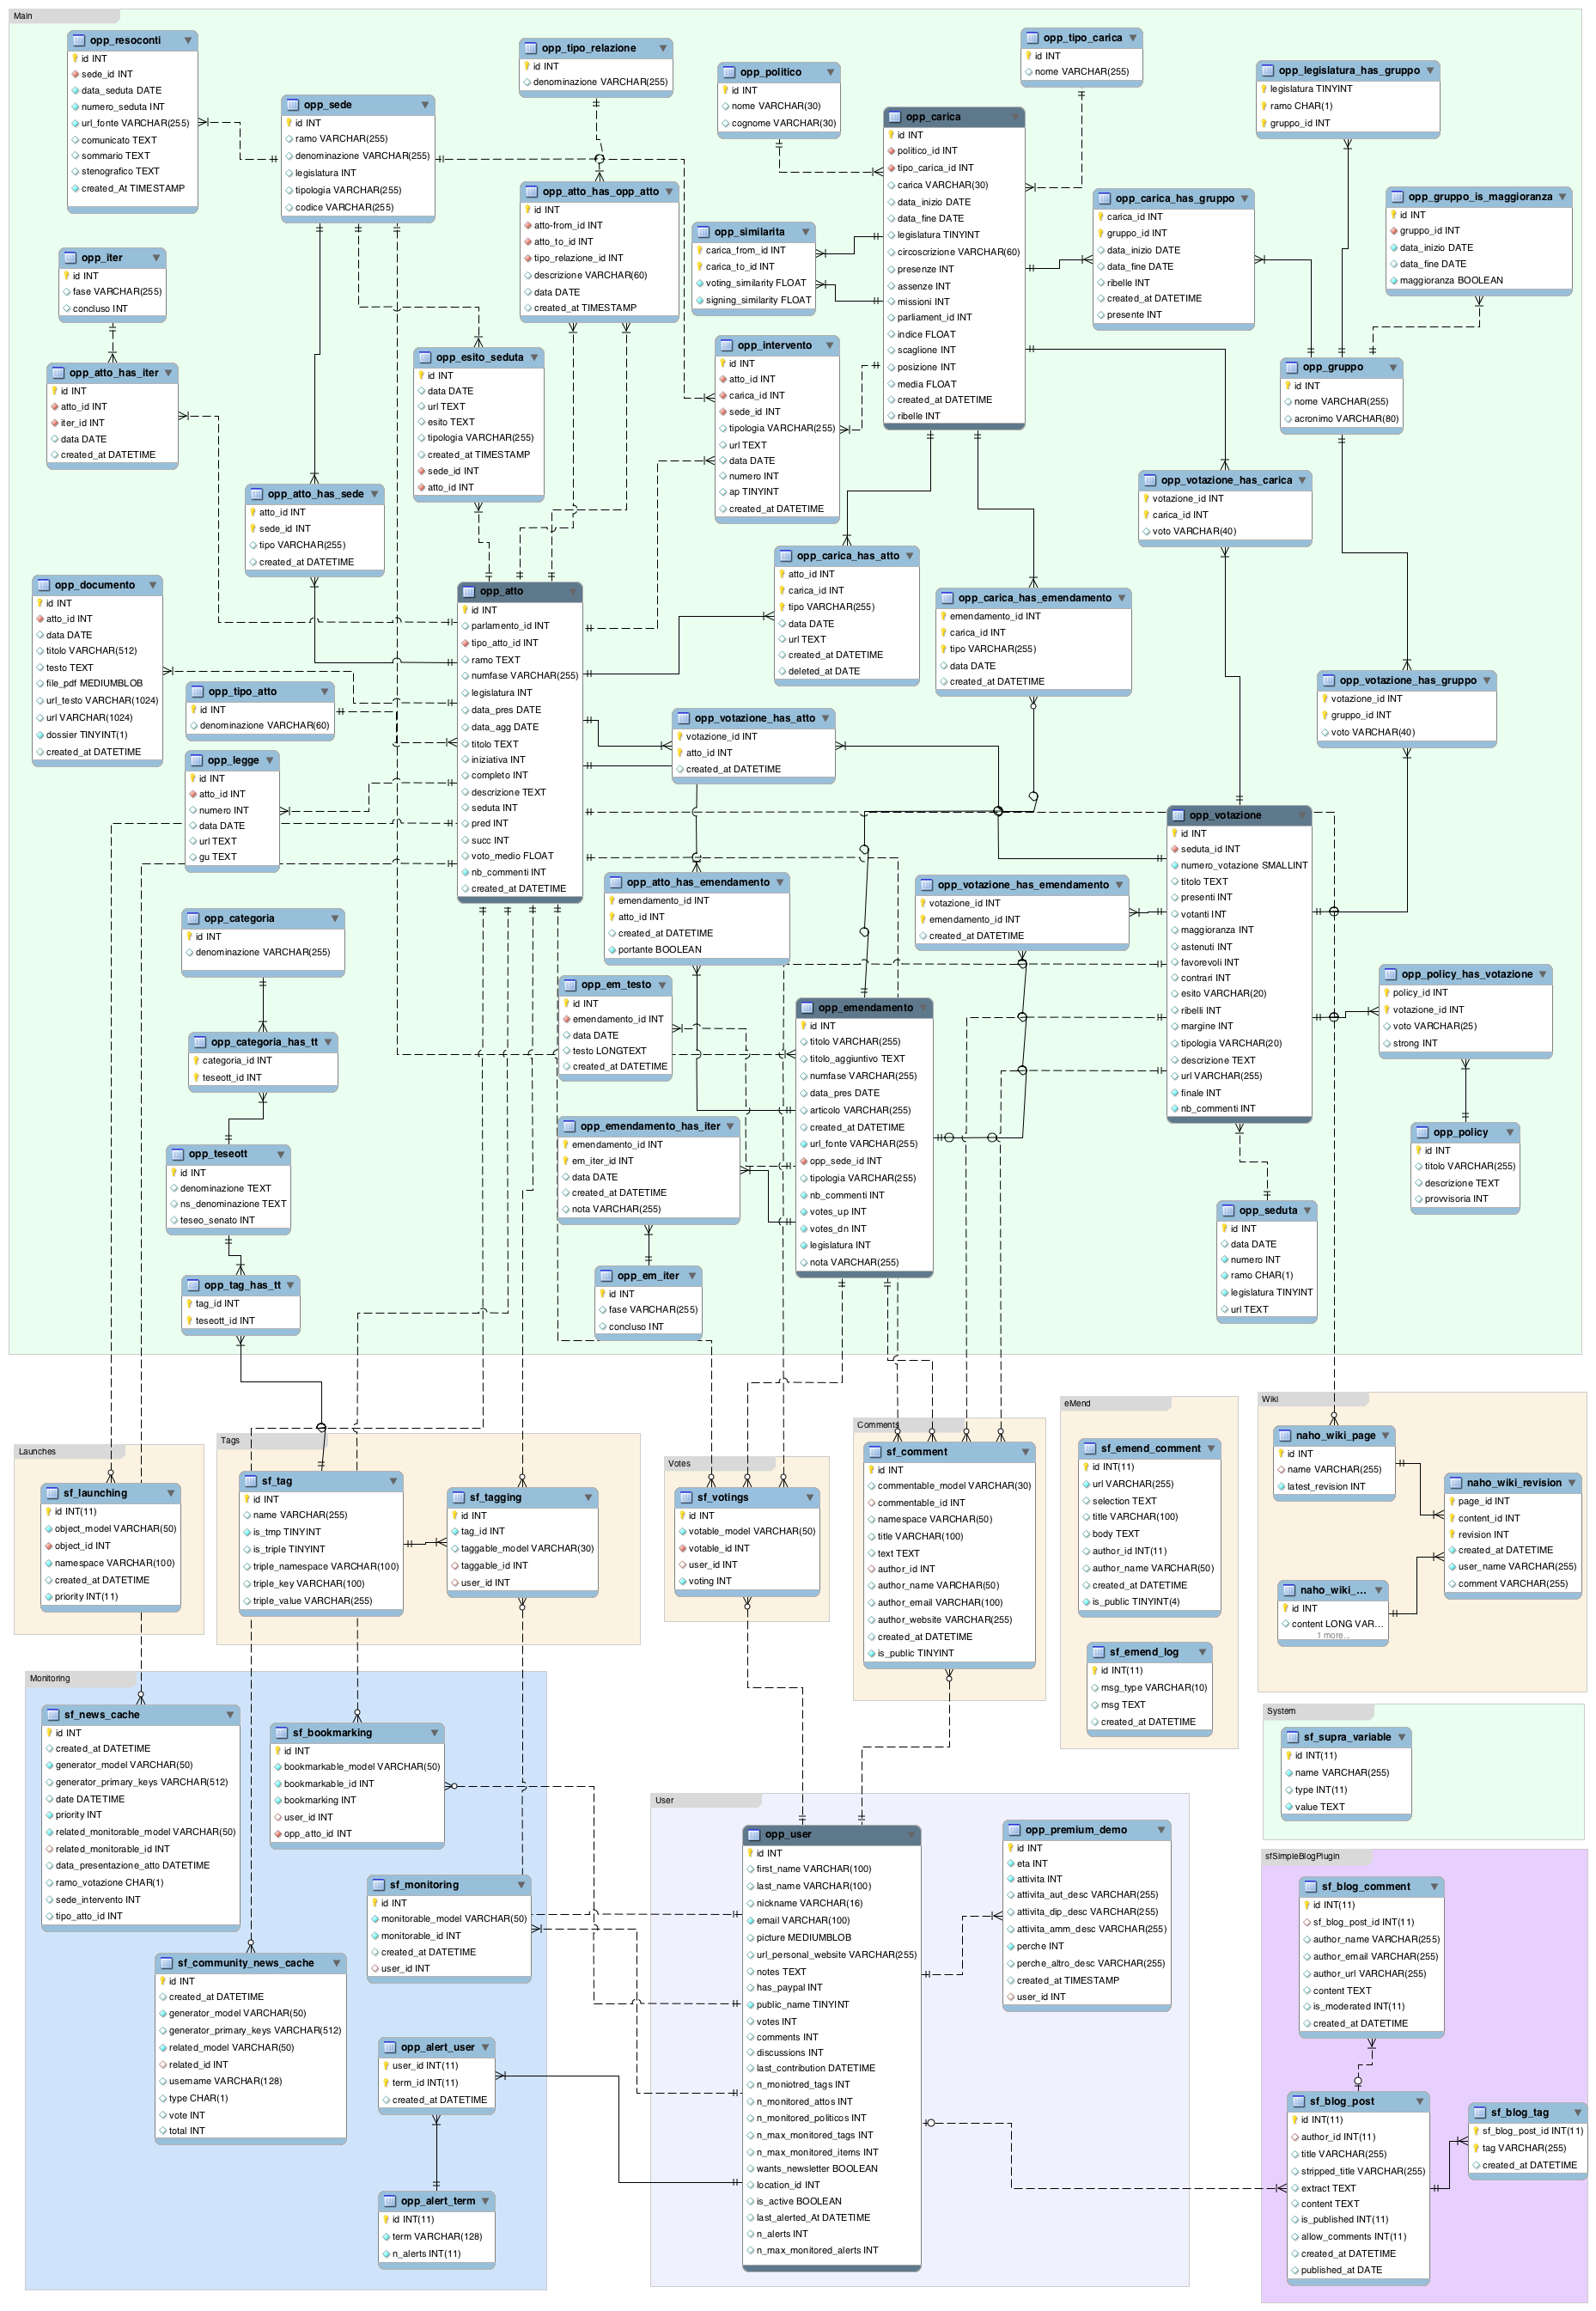 Main
opp_resoconti
id INT
sede_id INT
data_seduta DATE
numero_seduta INT
url_fonte VARCHAR(255)
comunicato TEXT
sommario TEXT
stenografico TEXT
created_At TIMESTAMP
opp_sede
id INT
ramo VARCHAR(255)
denominazione VARCHAR(255)
legislatura INT
tipologia VARCHAR(255)
codice VARCHAR(255)
opp_tipo_relazione
id INT
denominazione VARCHAR(255)
opp_politico
id INT
nome VARCHAR(30)
cognome VARCHAR(30)
opp_tipo_carica
id INT
nome VARCHAR(255)
opp_legislatura_has_gruppo
legislatura TINYINT
ramo CHAR(1)
gruppo_id INT
opp_carica
id INT
politico_id INT
tipo_carica_id INT
carica VARCHAR(30)
data_inizio DATE
data_fine DATE
legislatura TINYINT
circoscrizione VARCHAR(60)
presenze INT
assenze INT
missioni INT
parliament_id INT
indice FLOAT
scaglione INT
posizione INT
media FLOAT
created_at DATETIME
ribelle INT
opp_atto_has_opp_atto
id INT
atto-from_id INT
atto_to_id INT
tipo_relazione_id INT
descrizione VARCHAR(60)
data DATE
created_at TIMESTAMP
opp_similarita
carica_from_id INT
carica_to_id INT
voting_similarity FLOAT
signing_similarity FLOAT
opp_carica_has_gruppo
carica_id INT
gruppo_id INT
data_inizio DATE
data_fine DATE
ribelle INT
created_at DATETIME
presente INT
opp_gruppo_is_maggioranza
id INT
gruppo_id INT
data_inizio DATE
data_fine DATE
maggioranza BOOLEAN
opp_iter
id INT
fase VARCHAR(255)
concluso INT
opp_atto_has_iter
id INT
atto_id INT
iter_id INT
data DATE
created_at DATETIME
opp_esito_seduta
id INT
data DATE
url TEXT
esito TEXT
tipologia VARCHAR(255)
created_at TIMESTAMP
sede_id INT
atto_id INT
opp_intervento
id INT
atto_id INT
carica_id INT
sede_id INT
tipologia VARCHAR(255)
url TEXT
data DATE
numero INT
ap TINYINT
created_at DATETIME
opp_gruppo
id INT
nome VARCHAR(255)
acronimo VARCHAR(80)
opp_atto_has_sede
atto_id INT
sede_id INT
tipo VARCHAR(255)
created_at DATETIME
opp_votazione_has_carica
votazione_id INT
carica_id INT
voto VARCHAR(40)
opp_documento
id INT
atto_id INT
data DATE
titolo VARCHAR(512)
testo TEXT
file_pdf MEDIUMBLOB
url_testo VARCHAR(1024)
url VARCHAR(1024)
dossier TINYINT(1)
created_at DATETIME
opp_atto
id INT
parlamento_id INT
tipo_atto_id INT
ramo TEXT
numfase VARCHAR(255)
legislatura INT
data_pres DATE
data_agg DATE
titolo TEXT
iniziativa INT
completo INT
descrizione TEXT
seduta INT
pred INT
succ INT
voto_medio FLOAT
nb_commenti INT
created_at DATETIME
opp_carica_has_atto
atto_id INT
carica_id INT
tipo VARCHAR(255)
data DATE
url TEXT
created_at DATETIME
deleted_at DATE
opp_carica_has_emendamento
emendamento_id INT
carica_id INT
tipo VARCHAR(255)
data DATE
created_at DATETIME
opp_votazione_has_gruppo
votazione_id INT
gruppo_id INT
voto VARCHAR(40)
opp_tipo_atto
id INT
denominazione VARCHAR(60)
opp_legge
id INT
atto_id INT
numero INT
data DATE
url TEXT
gu TEXT
opp_votazione_has_atto
votazione_id INT
atto_id INT
created_at DATETIME
opp_votazione
id INT
seduta_id INT
numero_votazione SMALLINT
titolo TEXT
presenti INT
votanti INT
maggioranza INT
astenuti INT
favorevoli INT
contrari INT
esito VARCHAR(20)
ribelli INT
margine INT
tipologia VARCHAR(20)
descrizione TEXT
url VARCHAR(255)
finale INT
nb_commenti INT
opp_atto_has_emendamento
emendamento_id INT
atto_id INT
created_at DATETIME
portante BOOLEAN
opp_votazione_has_emendamento
votazione_id INT
emendamento_id INT
created_at DATETIME
opp_categoria
id INT
denominazione VARCHAR(255)
opp_em_testo
id INT
emendamento_id INT
data DATE
testo LONGTEXT
created_at DATETIME
opp_emendamento
id INT
titolo VARCHAR(255)
titolo_aggiuntivo TEXT
numfase VARCHAR(255)
data_pres DATE
articolo VARCHAR(255)
created_at DATETIME
url_fonte VARCHAR(255)
opp_sede_id INT
tipologia VARCHAR(255)
nb_commenti INT
votes_up INT
votes_dn INT
legislatura INT
nota VARCHAR(255)
opp_policy_has_votazione
policy_id INT
votazione_id INT
voto VARCHAR(25)
strong INT
opp_categoria_has_tt
categoria_id INT
teseott_id INT
opp_emendamento_has_iter
emendamento_id INT
em_iter_id INT
data DATE
created_at DATETIME
nota VARCHAR(255)
opp_policy
id INT
titolo VARCHAR(255)
descrizione TEXT
provvisoria INT
opp_teseott
id INT
denominazione TEXT
ns_denominazione TEXT
teseo_senato INT
opp_seduta
id INT
data DATE
numero INT
ramo CHAR(1)
legislatura TINYINT
url TEXT
opp_em_iter
id INT
fase VARCHAR(255)
concluso INT
opp_tag_has_tt
tag_id INT
teseott_id INT
Launches
sf_launching
id INT(11)
object_model VARCHAR(50)
object_id INT
namespace VARCHAR(100)
created_at DATETIME
priority INT(11)
Tags
sf_tag
id INT
name VARCHAR(255)
is_tmp TINYINT
is_triple TINYINT
triple_namespace VARCHAR(100)
triple_key VARCHAR(100)
triple_value VARCHAR(255)
sf_tagging
id INT
tag_id INT
taggable_model VARCHAR(30)
taggable_id INT
user_id INT
Votes
sf_votings
id INT
votable_model VARCHAR(50)
votable_id INT
user_id INT
voting INT
Comments
sf_comment
id INT
commentable_model VARCHAR(30)
commentable_id INT
namespace VARCHAR(50)
title VARCHAR(100)
text TEXT
author_id INT
author_name VARCHAR(50)
author_email VARCHAR(100)
author_website VARCHAR(255)
created_at DATETIME
is_public TINYINT
eMend
sf_emend_comment
id INT(11)
url VARCHAR(255)
selection TEXT
title VARCHAR(100)
body TEXT
author_id INT(11)
author_name VARCHAR(50)
created_at DATETIME
is_public TINYINT(4)
sf_emend_log
id INT(11)
msg_type VARCHAR(10)
msg TEXT
created_at DATETIME
Wiki
naho_wiki_page
id INT
name VARCHAR(255)
latest_revision INT
naho_wiki_revision
page_id INT
content_id INT
revision INT
created_at DATETIME
user_name VARCHAR(255)
comment VARCHAR(255)
naho_wiki_...
id INT
content LONG VAR...
1 more...
Monitoring
sf_news_cache
id INT
created_at DATETIME
generator_model VARCHAR(50)
generator_primary_keys VARCHAR(512)
date DATETIME
priority INT
related_monitorable_model VARCHAR(50)
related_monitorable_id INT
data_presentazione_atto DATETIME
ramo_votazione CHAR(1)
sede_intervento INT
tipo_atto_id INT
sf_bookmarking
id INT
bookmarkable_model VARCHAR(50)
bookmarkable_id INT
bookmarking INT
user_id INT
opp_atto_id INT
sf_monitoring
id INT
monitorable_model VARCHAR(50)
monitorable_id INT
created_at DATETIME
user_id INT
sf_community_news_cache
id INT
created_at DATETIME
generator_model VARCHAR(50)
generator_primary_keys VARCHAR(512)
related_model VARCHAR(50)
related_id INT
username VARCHAR(128)
type CHAR(1)
vote INT
total INT
opp_alert_user
user_id INT(11)
term_id INT(11)
created_at DATETIME
opp_alert_term
id INT(11)
term VARCHAR(128)
n_alerts INT(11)
User
opp_user
id INT
first_name VARCHAR(100)
last_name VARCHAR(100)
nickname VARCHAR(16)
email VARCHAR(100)
picture MEDIUMBLOB
url_personal_website VARCHAR(255)
notes TEXT
has_paypal INT
public_name TINYINT
votes INT
comments INT
discussions INT
last_contribution DATETIME
n_moniotred_tags INT
n_monitored_attos INT
n_monitored_politicos INT
n_max_monitored_tags INT
n_max_monitored_items INT
wants_newsletter BOOLEAN
location_id INT
is_active BOOLEAN
last_alerted_At DATETIME
n_alerts INT
n_max_monitored_alerts INT
opp_premium_demo
id INT
eta INT
attivita INT
attivita_aut_desc VARCHAR(255)
attivita_dip_desc VARCHAR(255)
attivita_amm_desc VARCHAR(255)
perche INT
perche_altro_desc VARCHAR(255)
created_at TIMESTAMP
user_id INT
System
sf_supra_variable
id INT(11)
name VARCHAR(255)
type INT(11)
value TEXT
sfSimpleBlogPlugin
sf_blog_comment
id INT(11)
sf_blog_post_id INT(11)
author_name VARCHAR(255)
author_email VARCHAR(255)
author_url VARCHAR(255)
content TEXT
is_moderated INT(11)
created_at DATETIME
sf_blog_post
id INT(11)
author_id INT(11)
title VARCHAR(255)
stripped_title VARCHAR(255)
extract TEXT
content TEXT
is_published INT(11)
allow_comments INT(11)
created_at DATETIME
published_at DATE
sf_blog_tag
sf_blog_post_id INT(11)
tag VARCHAR(255)
created_at DATETIME